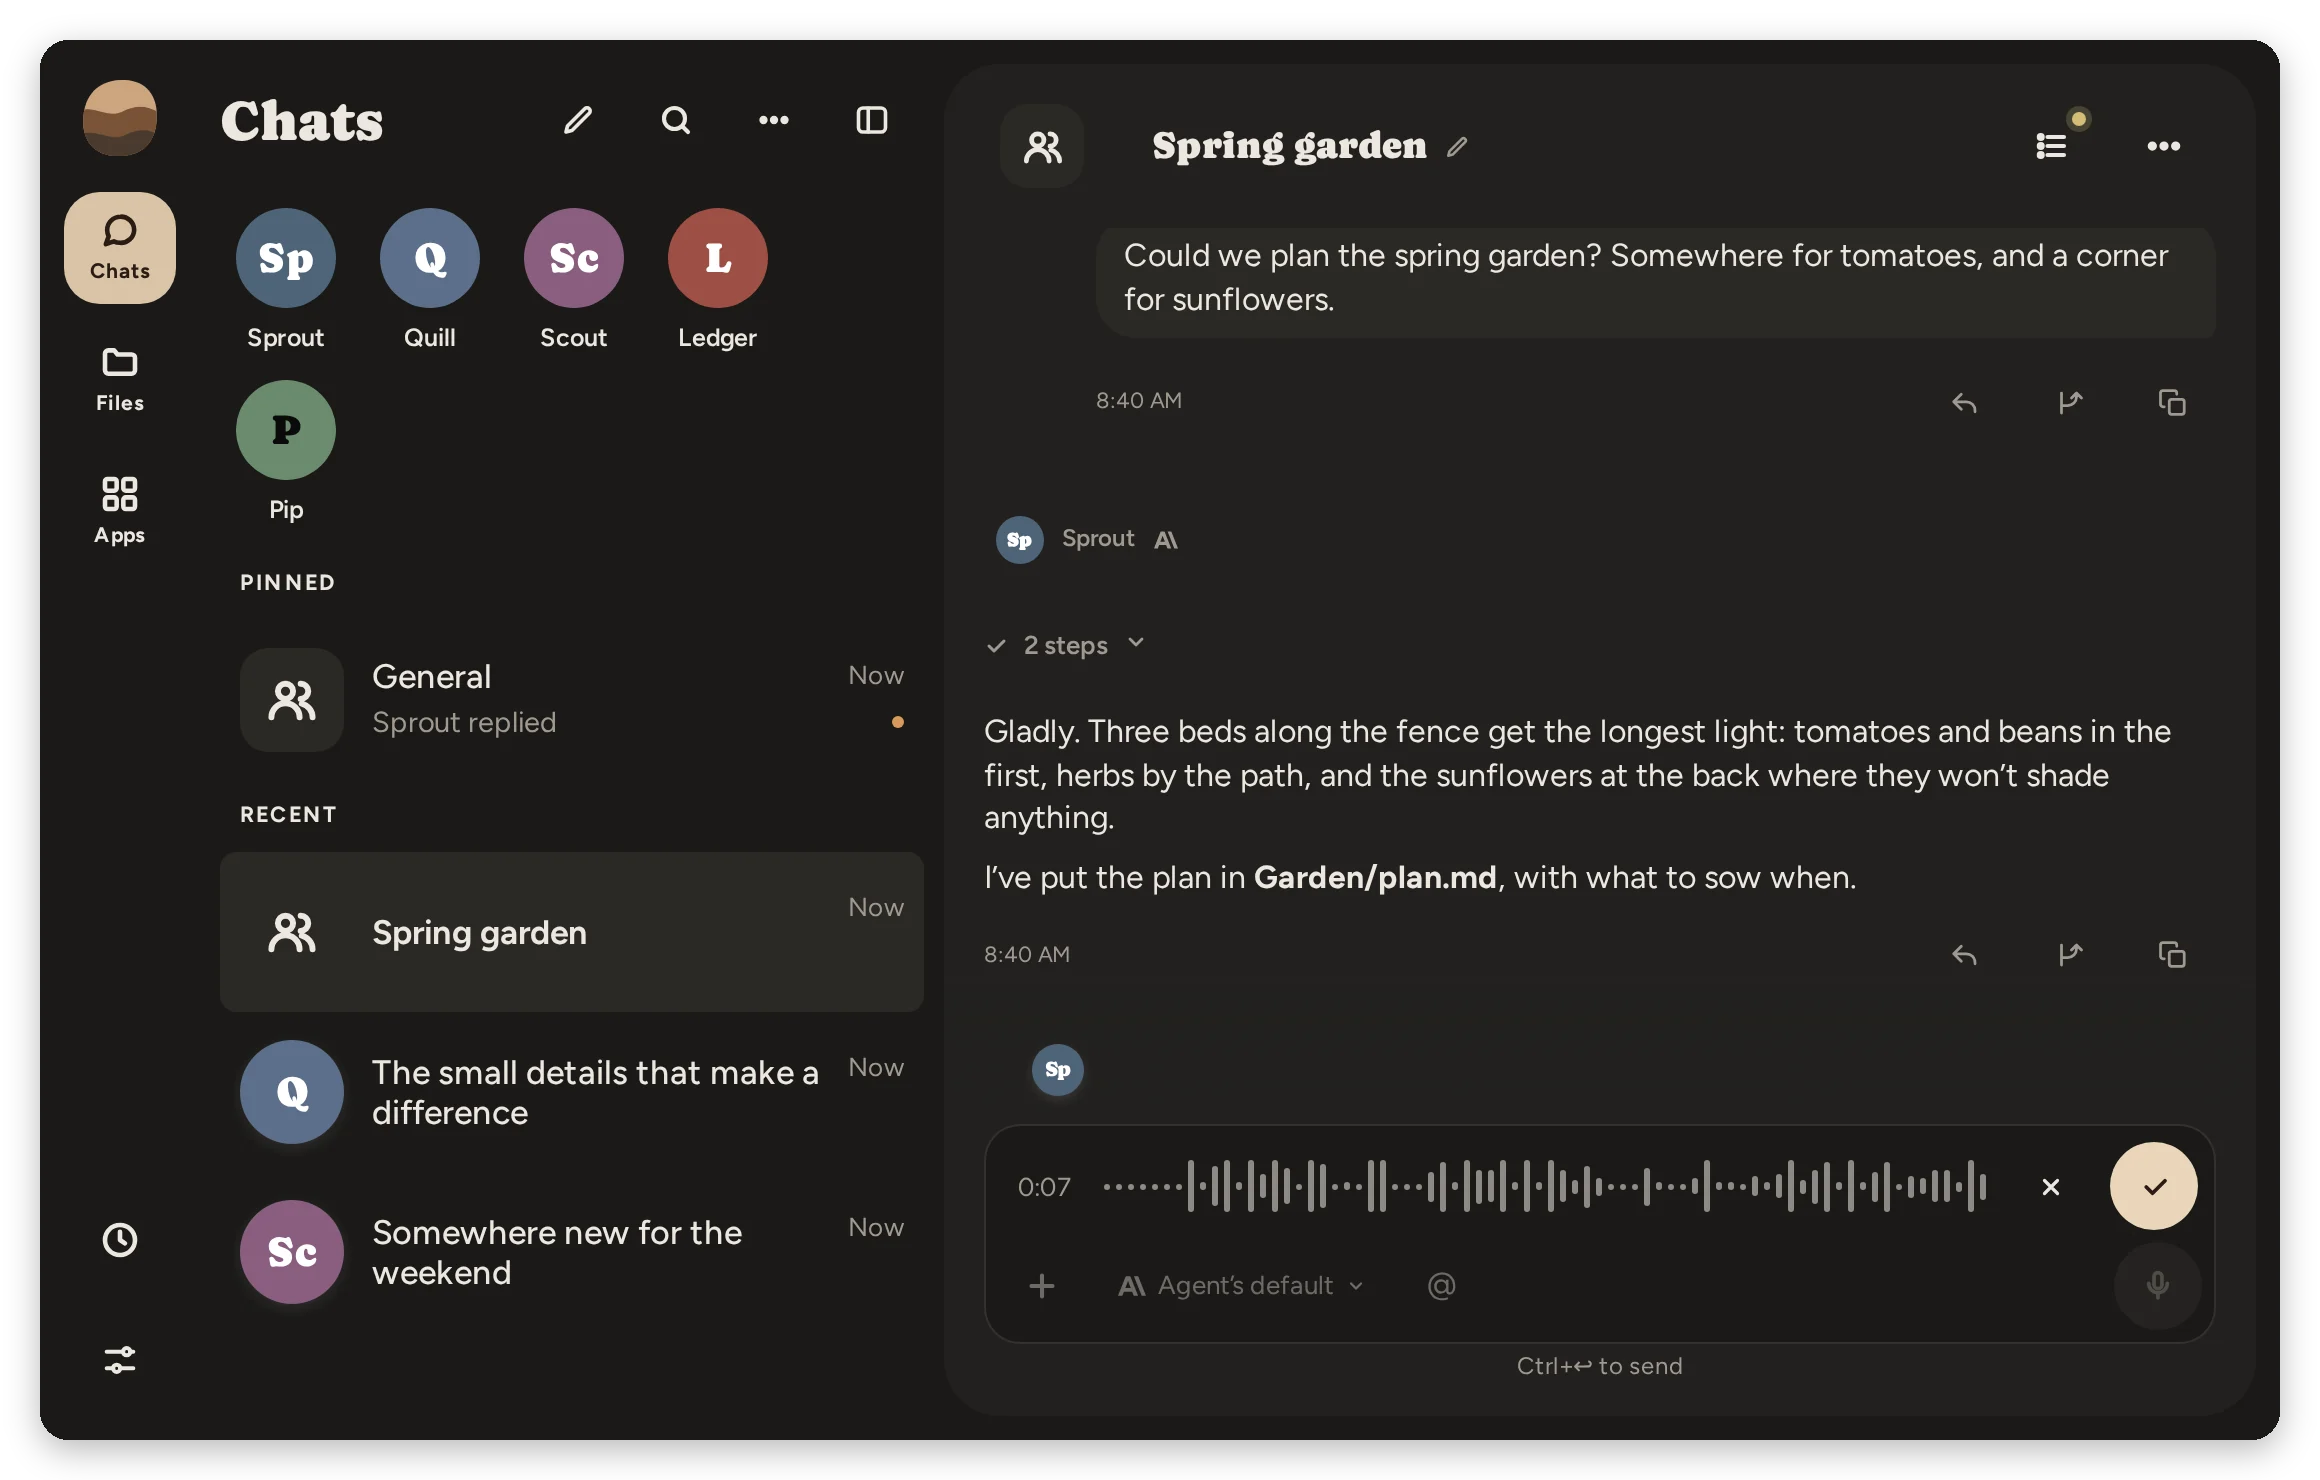 Chats
Chats
Files
Apps
Sp
Sprout
Q
Quill
Sc
Scout
L
Ledger
P
Pip
PINNED
General
Now
Sprout replied
RECENT
Spring garden
Now
Q
The small details that make a
difference
Now
Sc
Somewhere new for the
weekend
Now
Spring garden
Could we plan the spring garden? Somewhere for tomatoes, and a corner
for sunflowers.
8:40 AM
Sp
Sprout
2 steps
Gladly. Three beds along the fence get the longest light: tomatoes and beans in the
first, herbs by the path, and the sunflowers at the back where they won’t shade
anything.
I’ve put the plan in Garden/plan.md, with what to sow when.
8:40 AM
Sp
0:07
Agent’s default
@
Ctrl+↩ to send